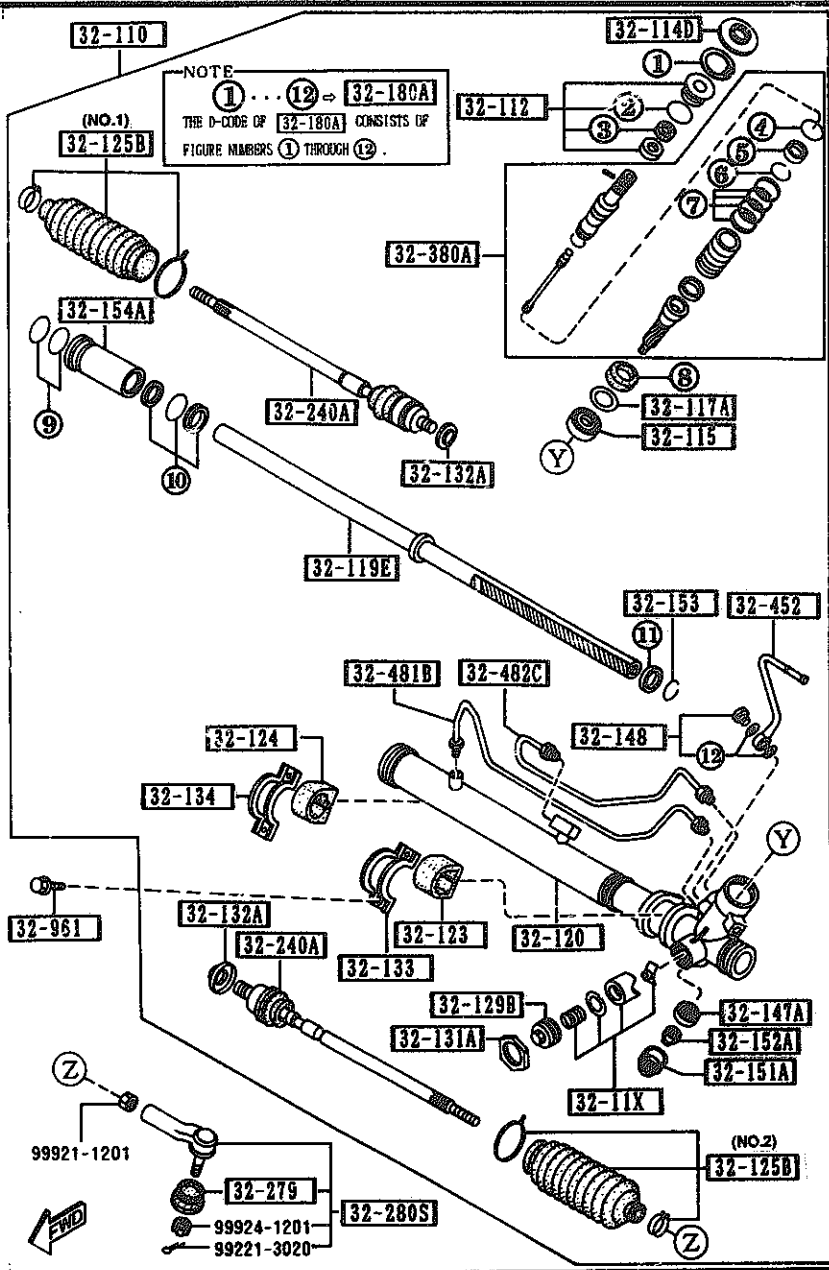 32-110
32-114D
NOTE
① ... ⑫ ⇨ 32-180A
THE D-CODE OF 32-180A CONSISTS OF
FIGURE NUMBERS ① THROUGH ⑫ .
①
32-112
②
③
④
⑤
⑥
⑦
(NO.1)
32-125B
32-380A
32-154A
⑨
32-240A
⑧
32-117A
32-115
Y
32-132A
⑩
32-119E
32-153
32-452
⑪
32-481B
32-482C
32-124
32-148
⑫
32-134
Y
32-961
32-132A
32-240A
32-123
32-120
32-133
32-129B
32-131A
32-147A
32-152A
32-151A
32-11X
Z
99921-1201
(NO.2)
32-125B
32-279
32-280S
99924-1201
99221-3020
FWD
Z